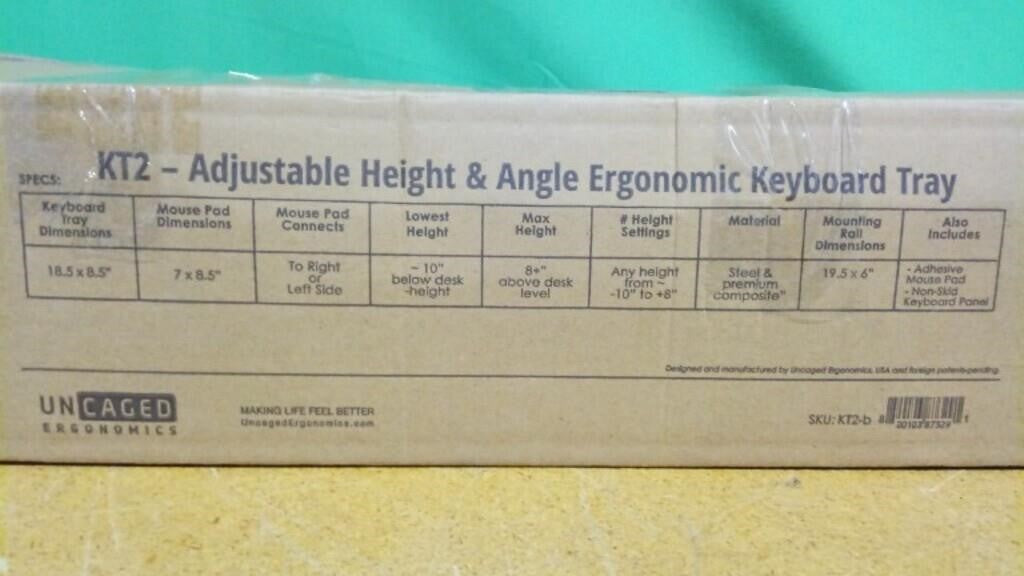 KT2 – Adjustable Height & Angle Ergonomic Keyboard Tray
SPECS:
Keyboard Tray Dimensions
Mouse Pad Dimensions
Mouse Pad Connects
Lowest Height
Max Height
# Height Settings
Material
Mounting Rail Dimensions
Also Includes
18.5 x 8.5"
7 x 8.5"
To Right or Left Side
~ 10" below desk -height
8+" above desk level
Any height from ~ -10" to +8"
Steel & premium composite"
19.5 x 6"
- Adhesive Mouse Pad
- Non-Skid Keyboard Panel
Designed and manufactured by Uncaged Ergonomics, USA and foreign patents-pending.
UNCAGED
ERGONOMICS
MAKING LIFE FEEL BETTER
UncagedErgonomics.com
SKU: KT2-b
8 20103 87529 1